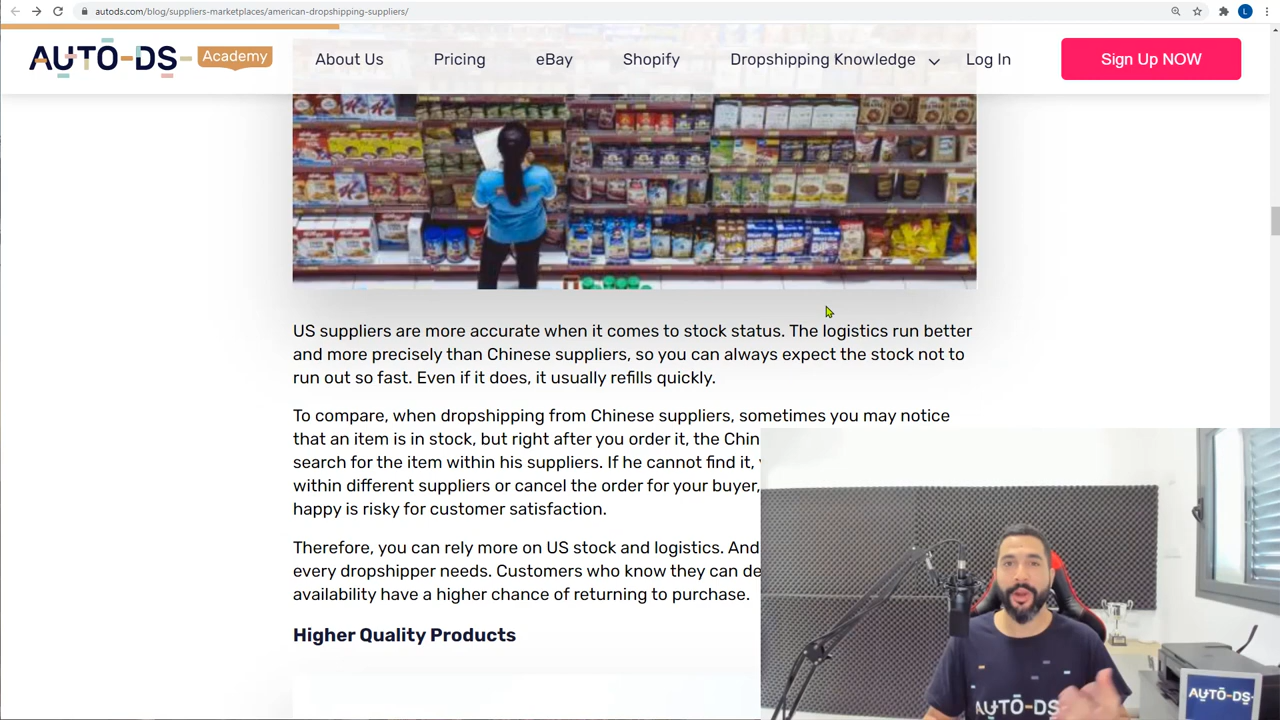 autods.com/blog/suppliers-marketplaces/american-dropshipping-suppliers/
L
AUTO-DS Academy
About Us
Pricing
eBay
Shopify
Dropshipping Knowledge
Log In
Sign Up NOW
US suppliers are more accurate when it comes to stock status. The logistics run better
and more precisely than Chinese suppliers, so you can always expect the stock not to
run out so fast. Even if it does, it usually refills quickly.
To compare, when dropshipping from Chinese suppliers, sometimes you may notice
that an item is in stock, but right after you order it, the Chin
search for the item within his suppliers. If he cannot find it,
within different suppliers or cancel the order for your buyer,
happy is risky for customer satisfaction.
Therefore, you can rely more on US stock and logistics. And
every dropshipper needs. Customers who know they can de
availability have a higher chance of returning to purchase.
Higher Quality Products
AUTO-DS
AUTO-DS